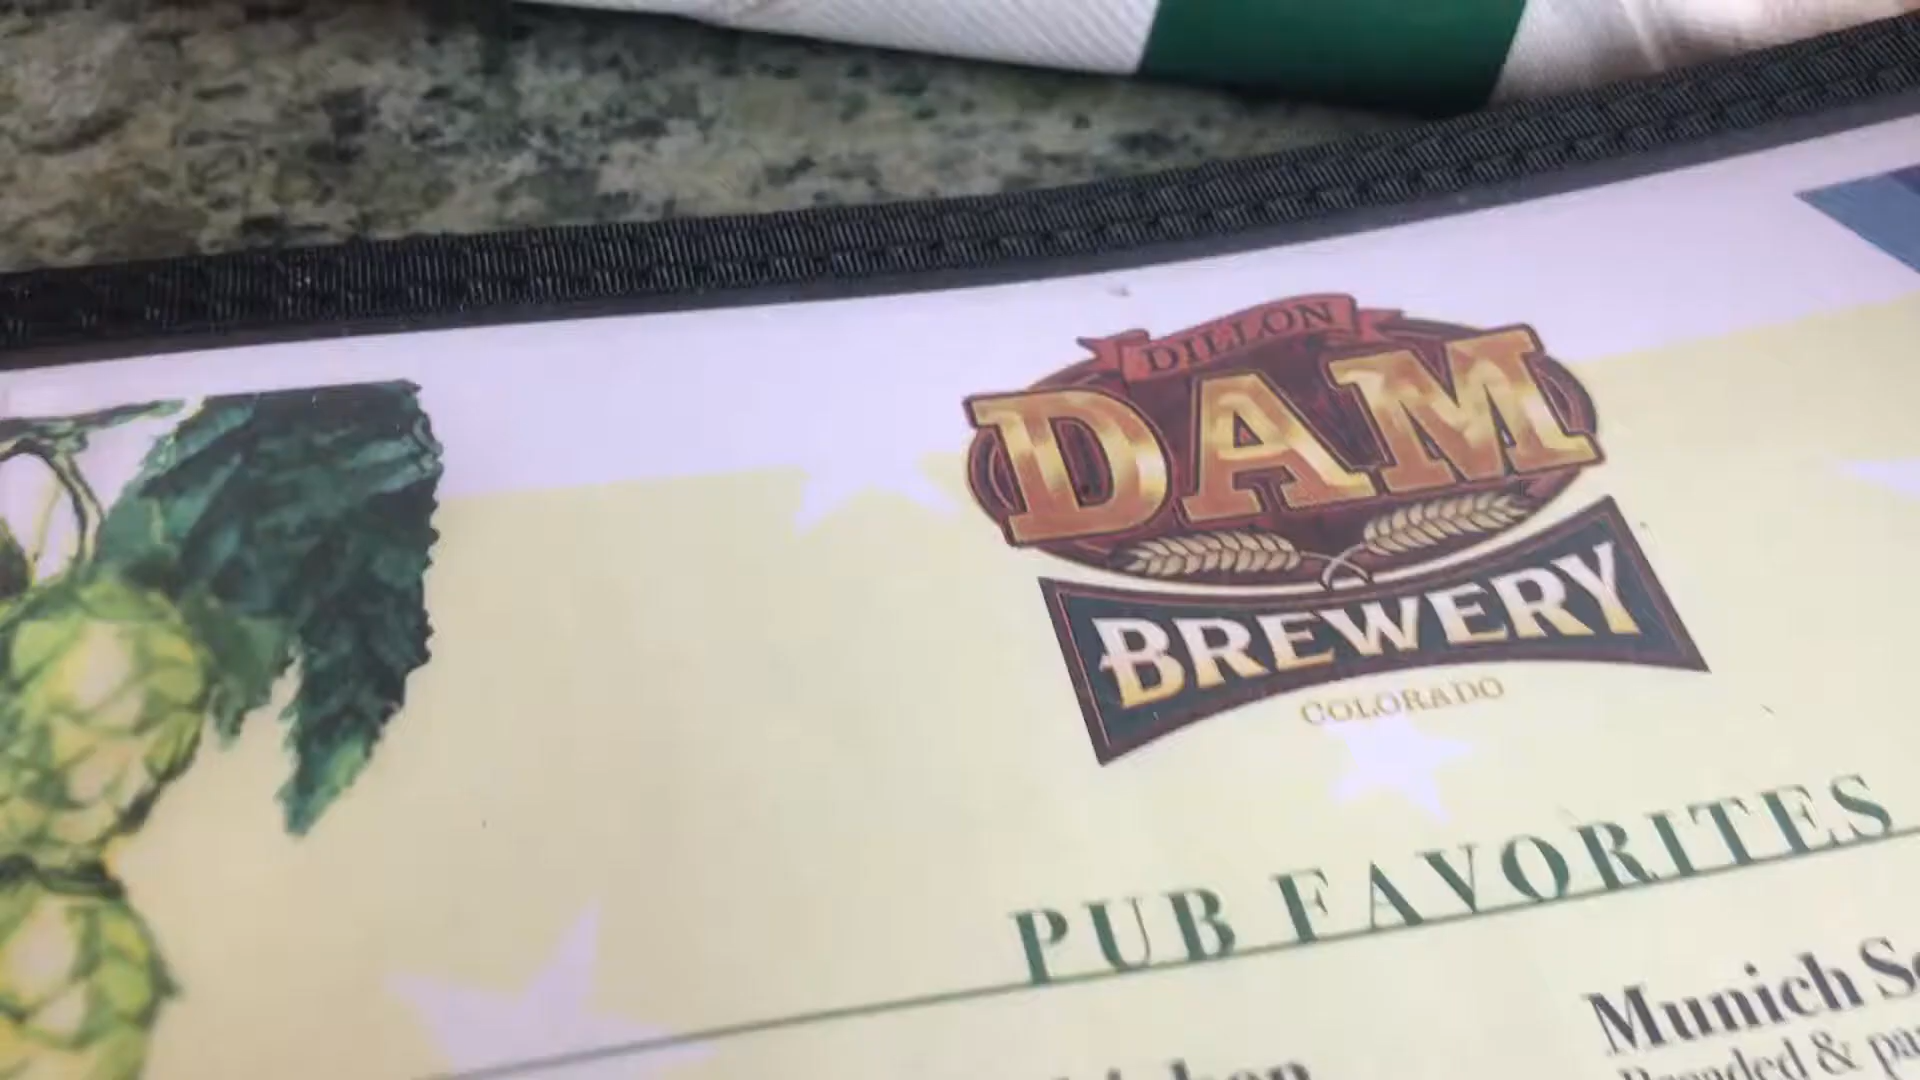 DILLON
DAM
BREWERY
COLORADO
PUB FAVORITES
Munich
&